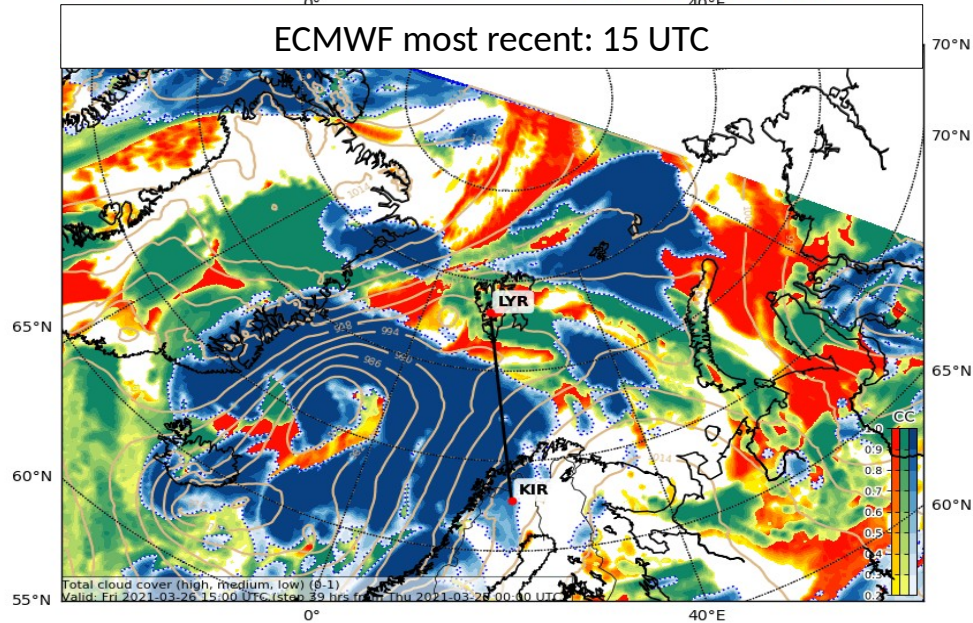 0°
40°E
ECMWF most recent: 15 UTC
70°N
70°N
1014
LYR
65°N
994
986
65°N
CC
0.9
0.8
1014
0.7
60°N
KIR
0.6
60°N
0.5
0.4
0.3
Total cloud cover (high, medium, low) (0-1)
0.2
Valid: Fri 2021-03-26 15:00 UTC (step 39 hrs from Thu 2021-03-25 00:00 UTC)
55°N
0°
40°E